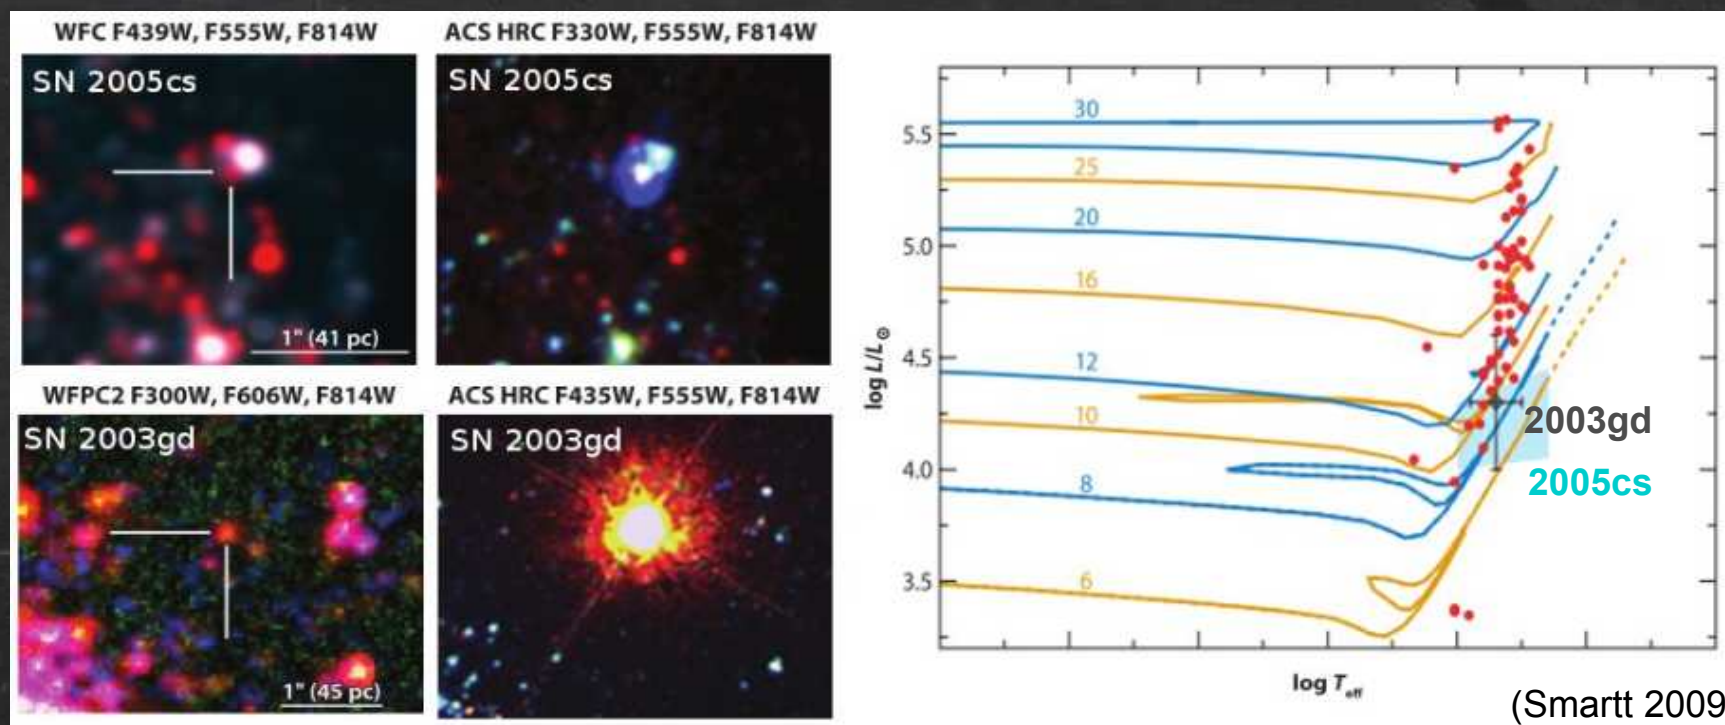 WFC F439W, F555W, F814W
ACS HRC F330W, F555W, F814W
SN 2005cs
SN 2005cs
1" (41 pc)
WFPC2 F300W, F606W, F814W
ACS HRC F435W, F555W, F814W
SN 2003gd
SN 2003gd
1" (45 pc)
log L/L⊙
5.5
5.0
4.5
4.0
3.5
30
25
20
16
12
10
8
6
2003gd
2005cs
log Teff
(Smartt 2009